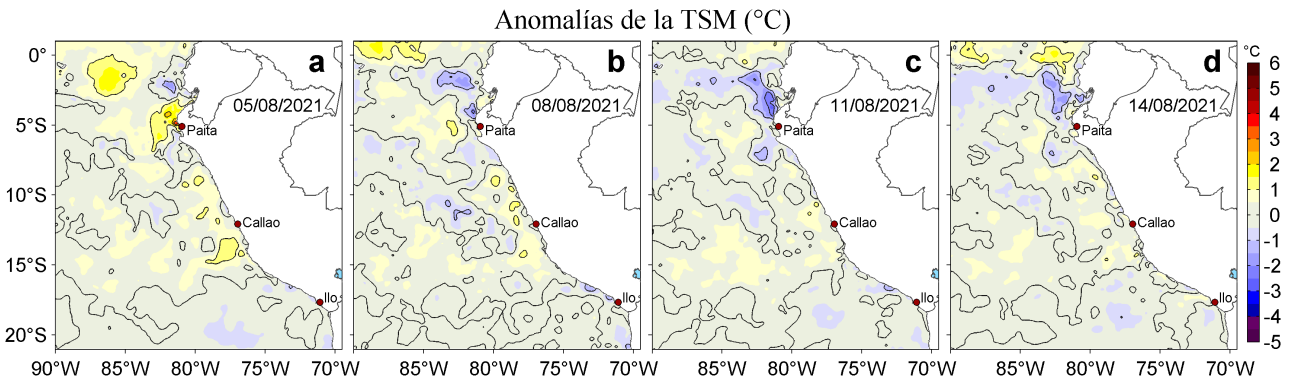 Anomalías de la TSM (°C)
a
b
c
d
05/08/2021
08/08/2021
11/08/2021
14/08/2021
Paita
Paita
Paita
Paita
Callao
Callao
Callao
Callao
Ilo
Ilo
Ilo
Ilo
0°
5°S
10°S
15°S
20°S
90°W 85°W 80°W 75°W 70°W
85°W 80°W 75°W 70°W
85°W 80°W 75°W 70°W
85°W 80°W 75°W 70°W
°C
6
5
4
3
2
1
0
-1
-2
-3
-4
-5